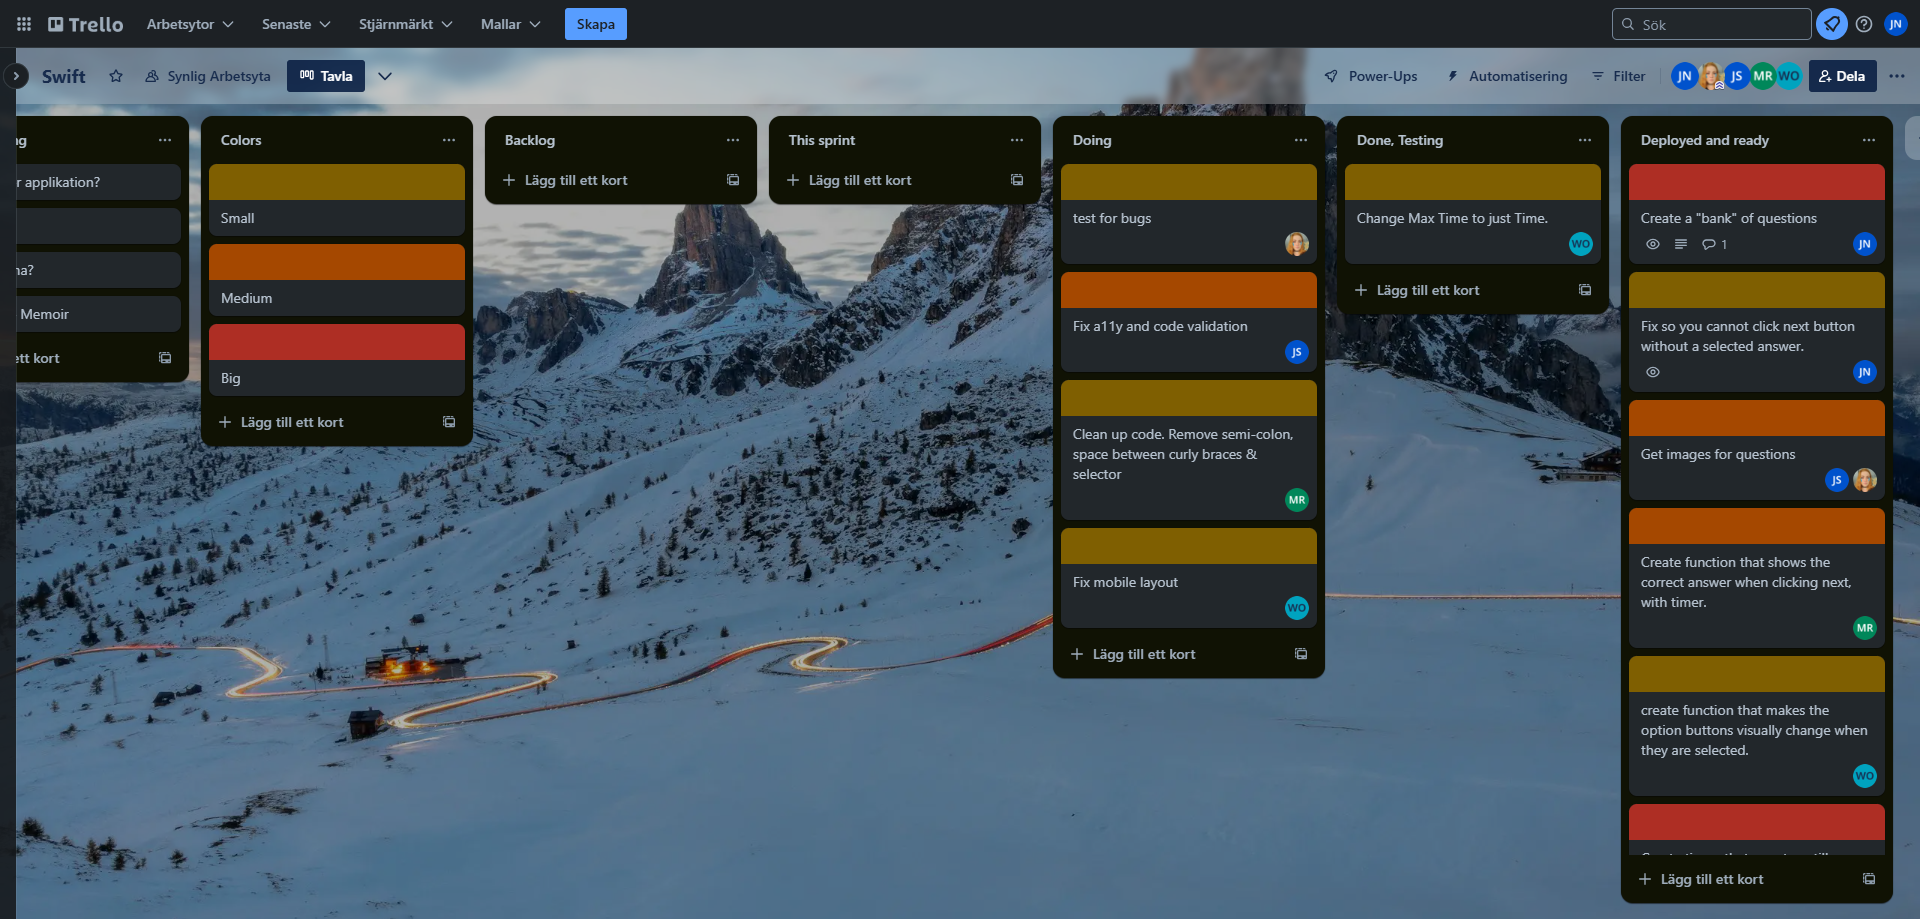 Trello
Arbetsytor
Senaste
Stjärnmärkt
Mallar
Skapa
Sök
JN
Swift
Synlig Arbetsyta
Tavla
Power-Ups
Automatisering
Filter
JN
JS
MR
WO
Dela
ng
r applikation?
na?
Memoir
ett kort
Colors
Small
Medium
Big
Lägg till ett kort
Backlog
Lägg till ett kort
This sprint
Lägg till ett kort
Doing
test for bugs
Fix a11y and code validation
JS
Clean up code. Remove semi-colon,
space between curly braces &
selector
MR
Fix mobile layout
WO
Lägg till ett kort
Done, Testing
Change Max Time to just Time.
WO
Lägg till ett kort
Deployed and ready
Create a "bank" of questions
1
JN
Fix so you cannot click next button
without a selected answer.
JN
Get images for questions
JS
Create function that shows the
correct answer when clicking next,
with timer.
MR
create function that makes the
option buttons visually change when
they are selected.
WO
Lägg till ett kort